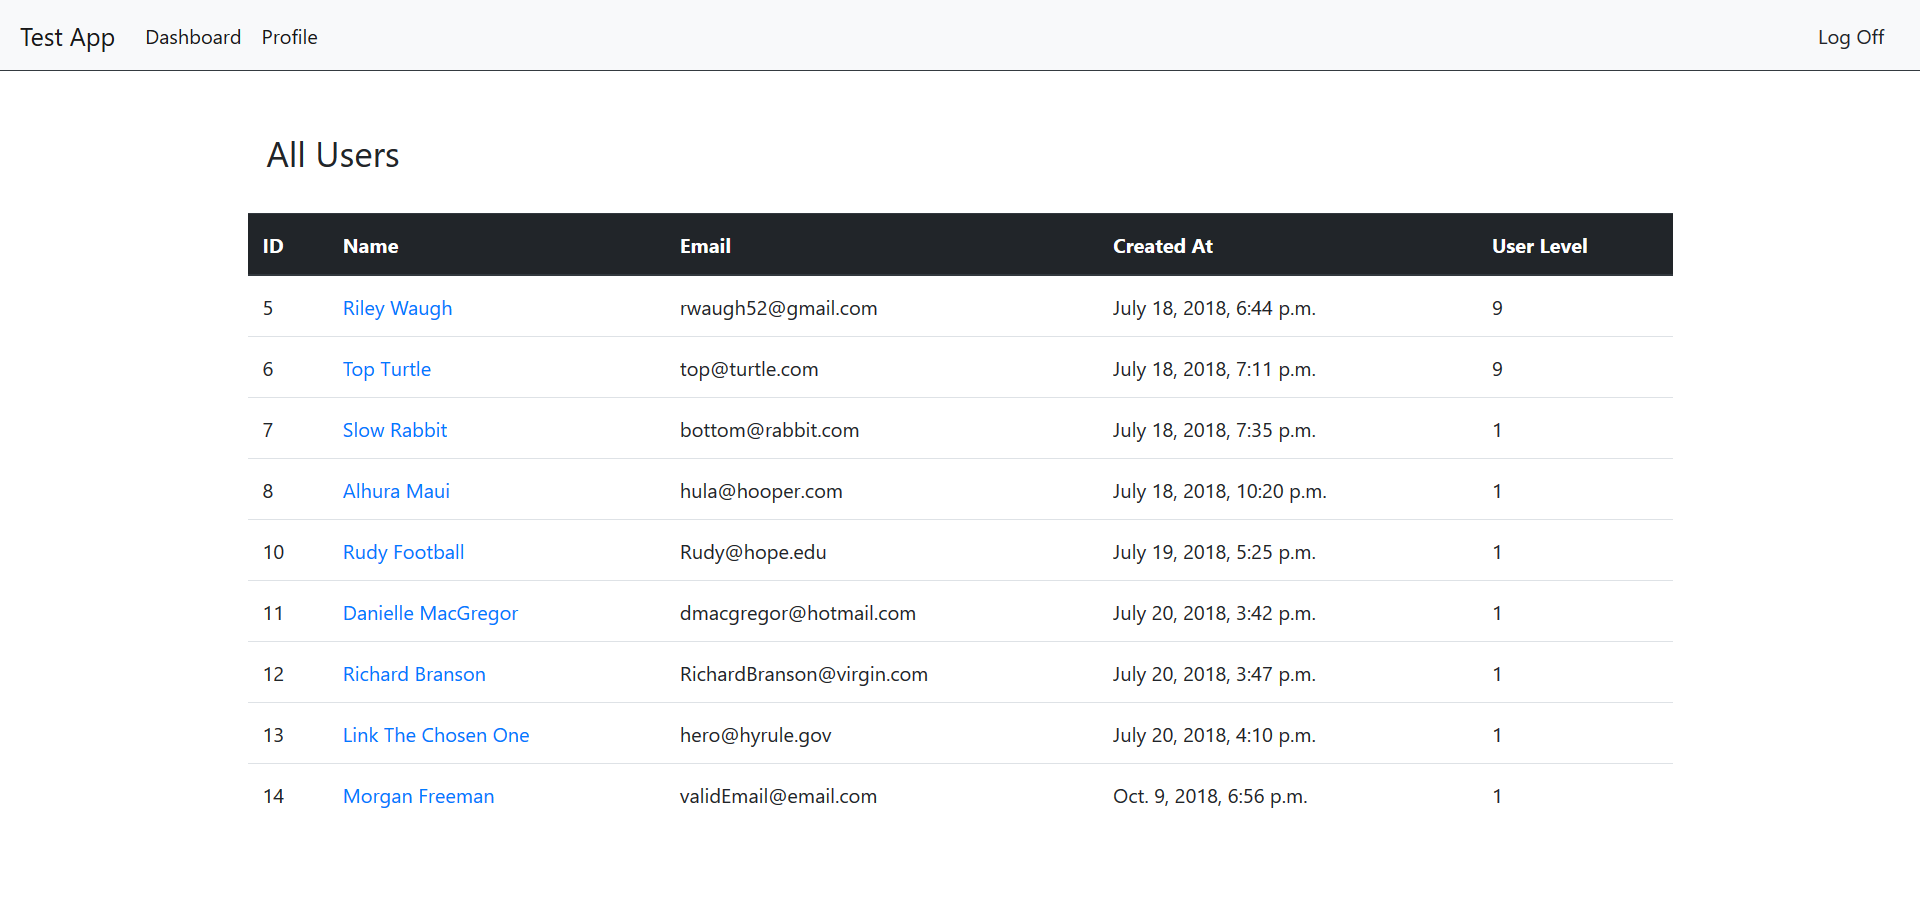 Test App Dashboard Profile Log Off
All Users
ID Name Email Created At User Level
5 Riley Waugh rwaugh52@gmail.com July 18, 2018, 6:44 p.m. 9
6 Top Turtle top@turtle.com July 18, 2018, 7:11 p.m. 9
7 Slow Rabbit bottom@rabbit.com July 18, 2018, 7:35 p.m. 1
8 Alhura Maui hula@hooper.com July 18, 2018, 10:20 p.m. 1
10 Rudy Football Rudy@hope.edu July 19, 2018, 5:25 p.m. 1
11 Danielle MacGregor dmacgregor@hotmail.com July 20, 2018, 3:42 p.m. 1
12 Richard Branson RichardBranson@virgin.com July 20, 2018, 3:47 p.m. 1
13 Link The Chosen One hero@hyrule.gov July 20, 2018, 4:10 p.m. 1
14 Morgan Freeman validEmail@email.com Oct. 9, 2018, 6:56 p.m. 1